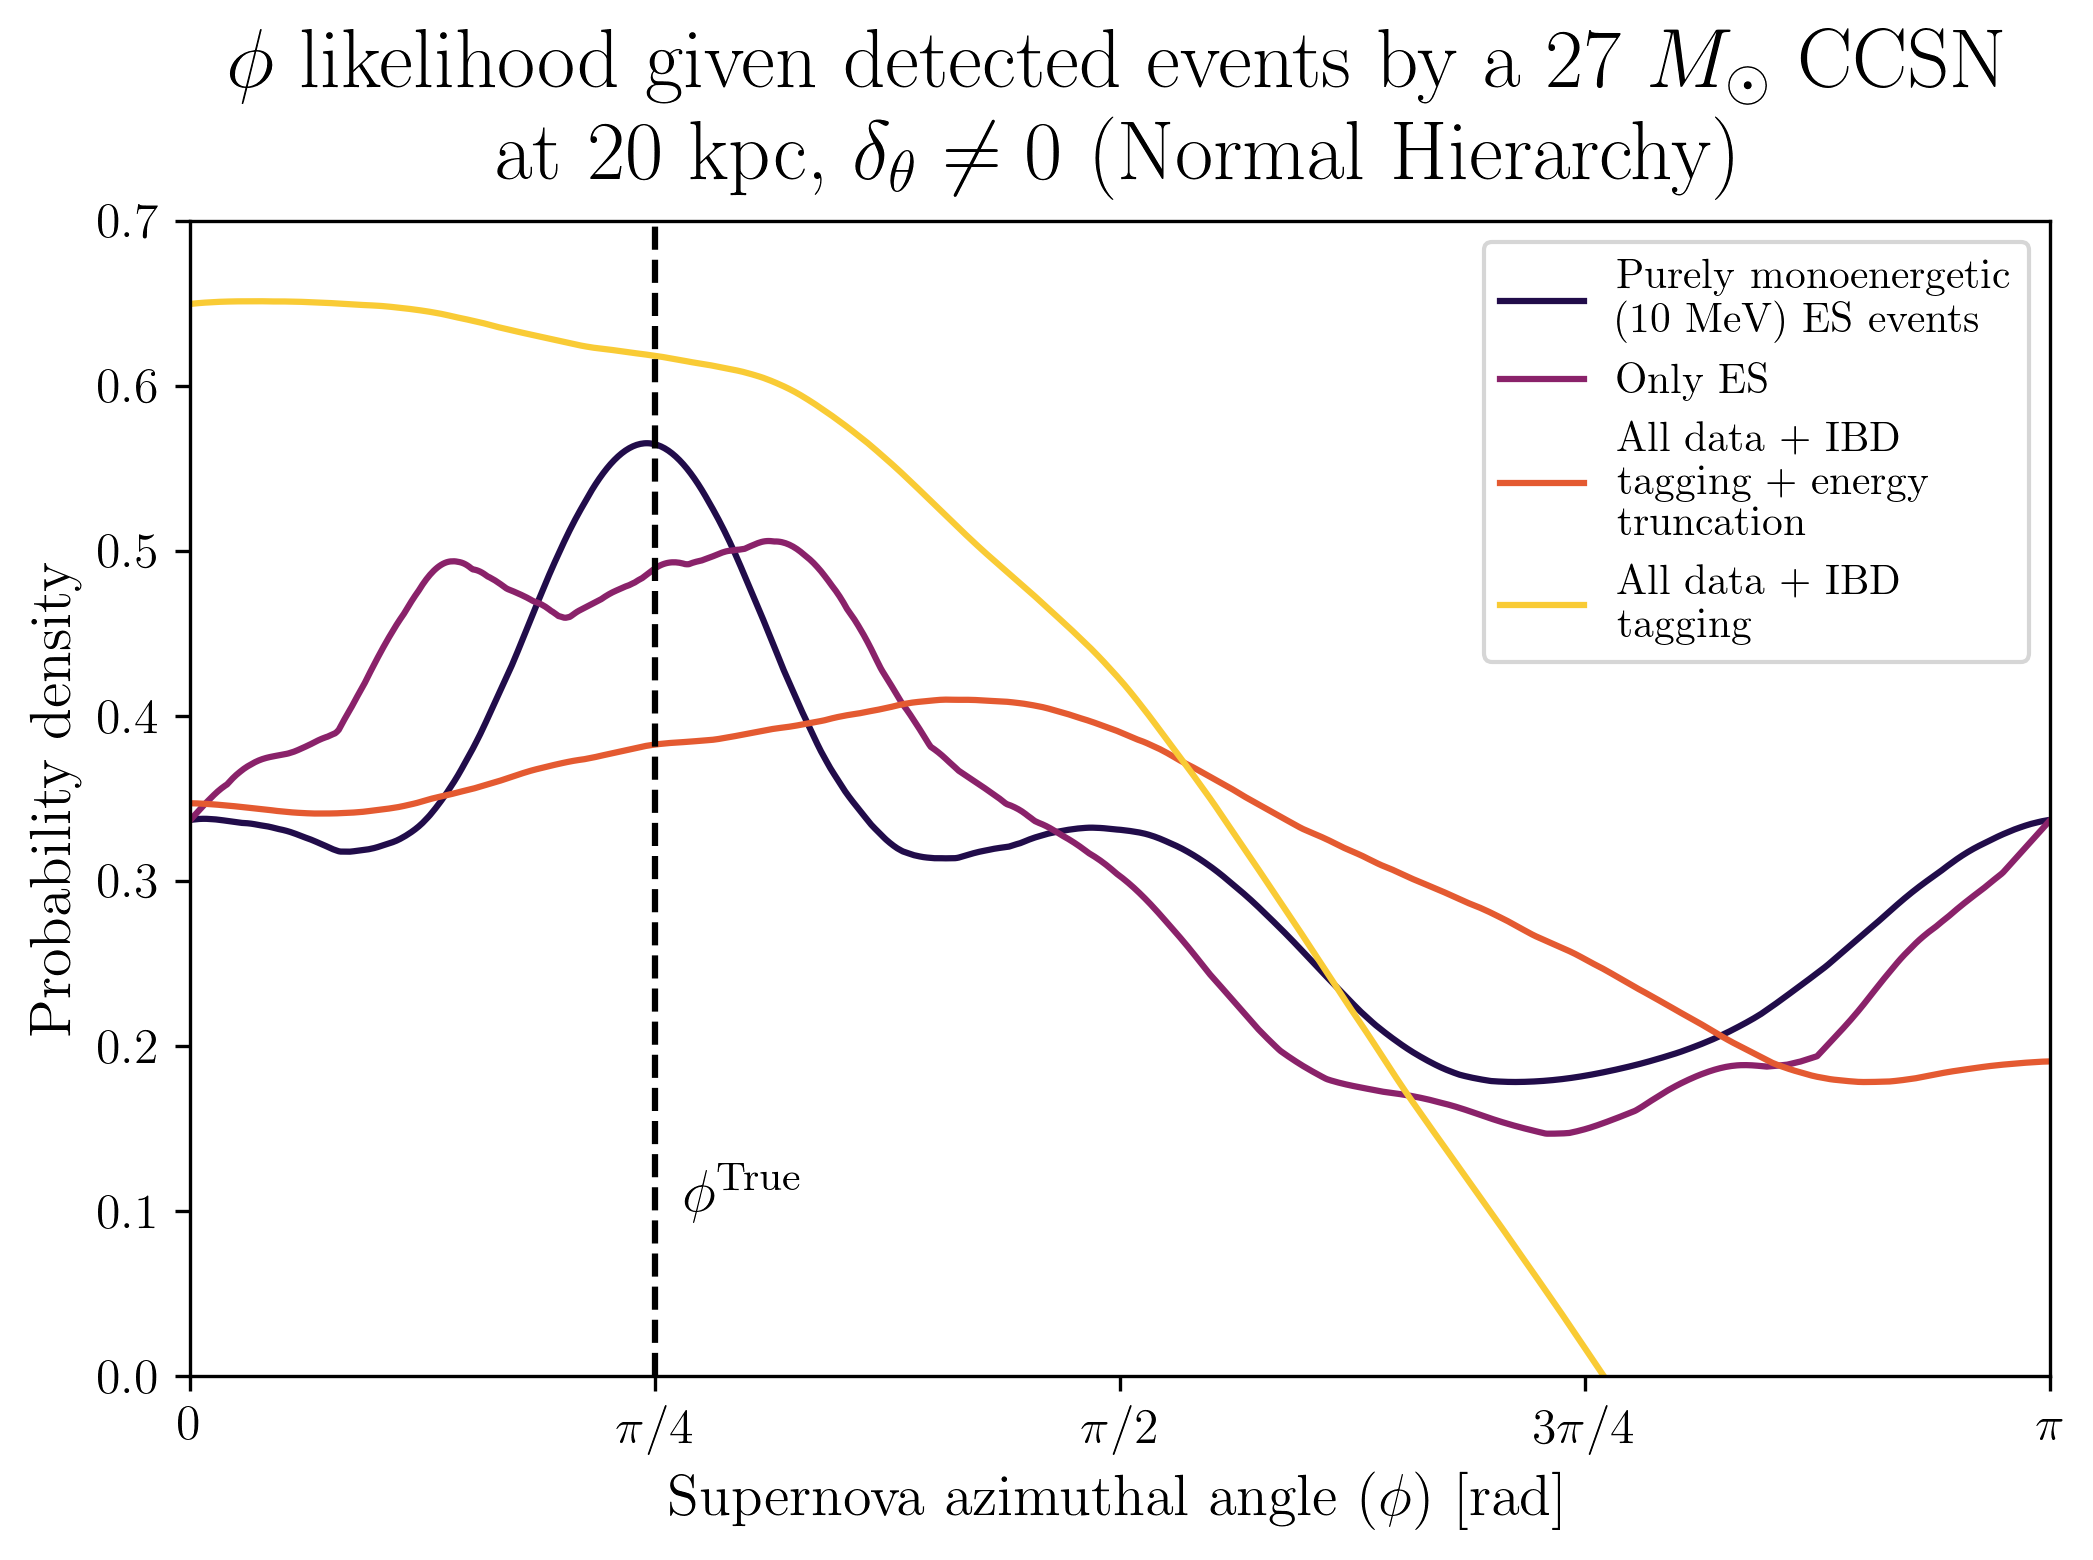 ϕ likelihood given detected events by a 27 M⊙ CCSN
at 20 kpc, δθ ≠ 0 (Normal Hierarchy)
0.7
0.6
0.5
0.4
0.3
0.2
0.1
0.0
Probability density
Purely monoenergetic
(10 MeV) ES events
Only ES
All data + IBD
tagging + energy
truncation
All data + IBD
tagging
ϕTrue
0
π/4
π/2
3π/4
π
Supernova azimuthal angle (ϕ) [rad]